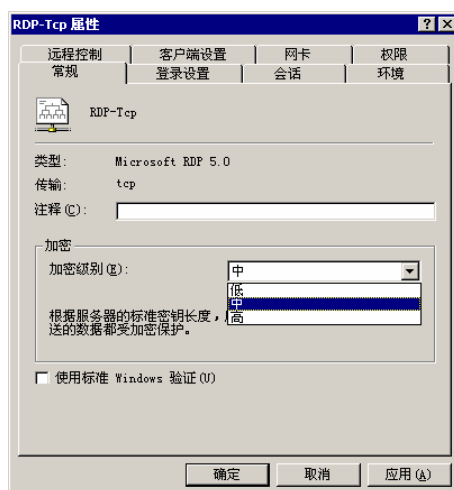 RDP-Tcp 属性
远程控制 客户端设置 网卡 权限
常规 登录设置 会话 环境
RDP-Tcp
类型: Microsoft RDP 5.0
传输: tcp
注释(C):
加密
加密级别(E): 中
低
中
高
根据服务器的标准密钥长度，
送的数据都受加密保护。
使用标准 Windows 验证(U)
确定 取消 应用(A)